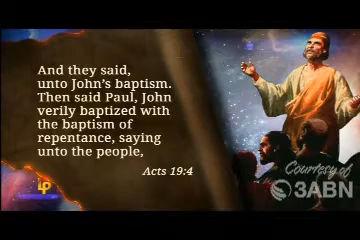 And they said,
unto John's baptism.
Then said Paul, John
verily baptized with
the baptism of
repentance, saying
unto the people,
Acts 19:4
LP
Courtesy of
3ABN